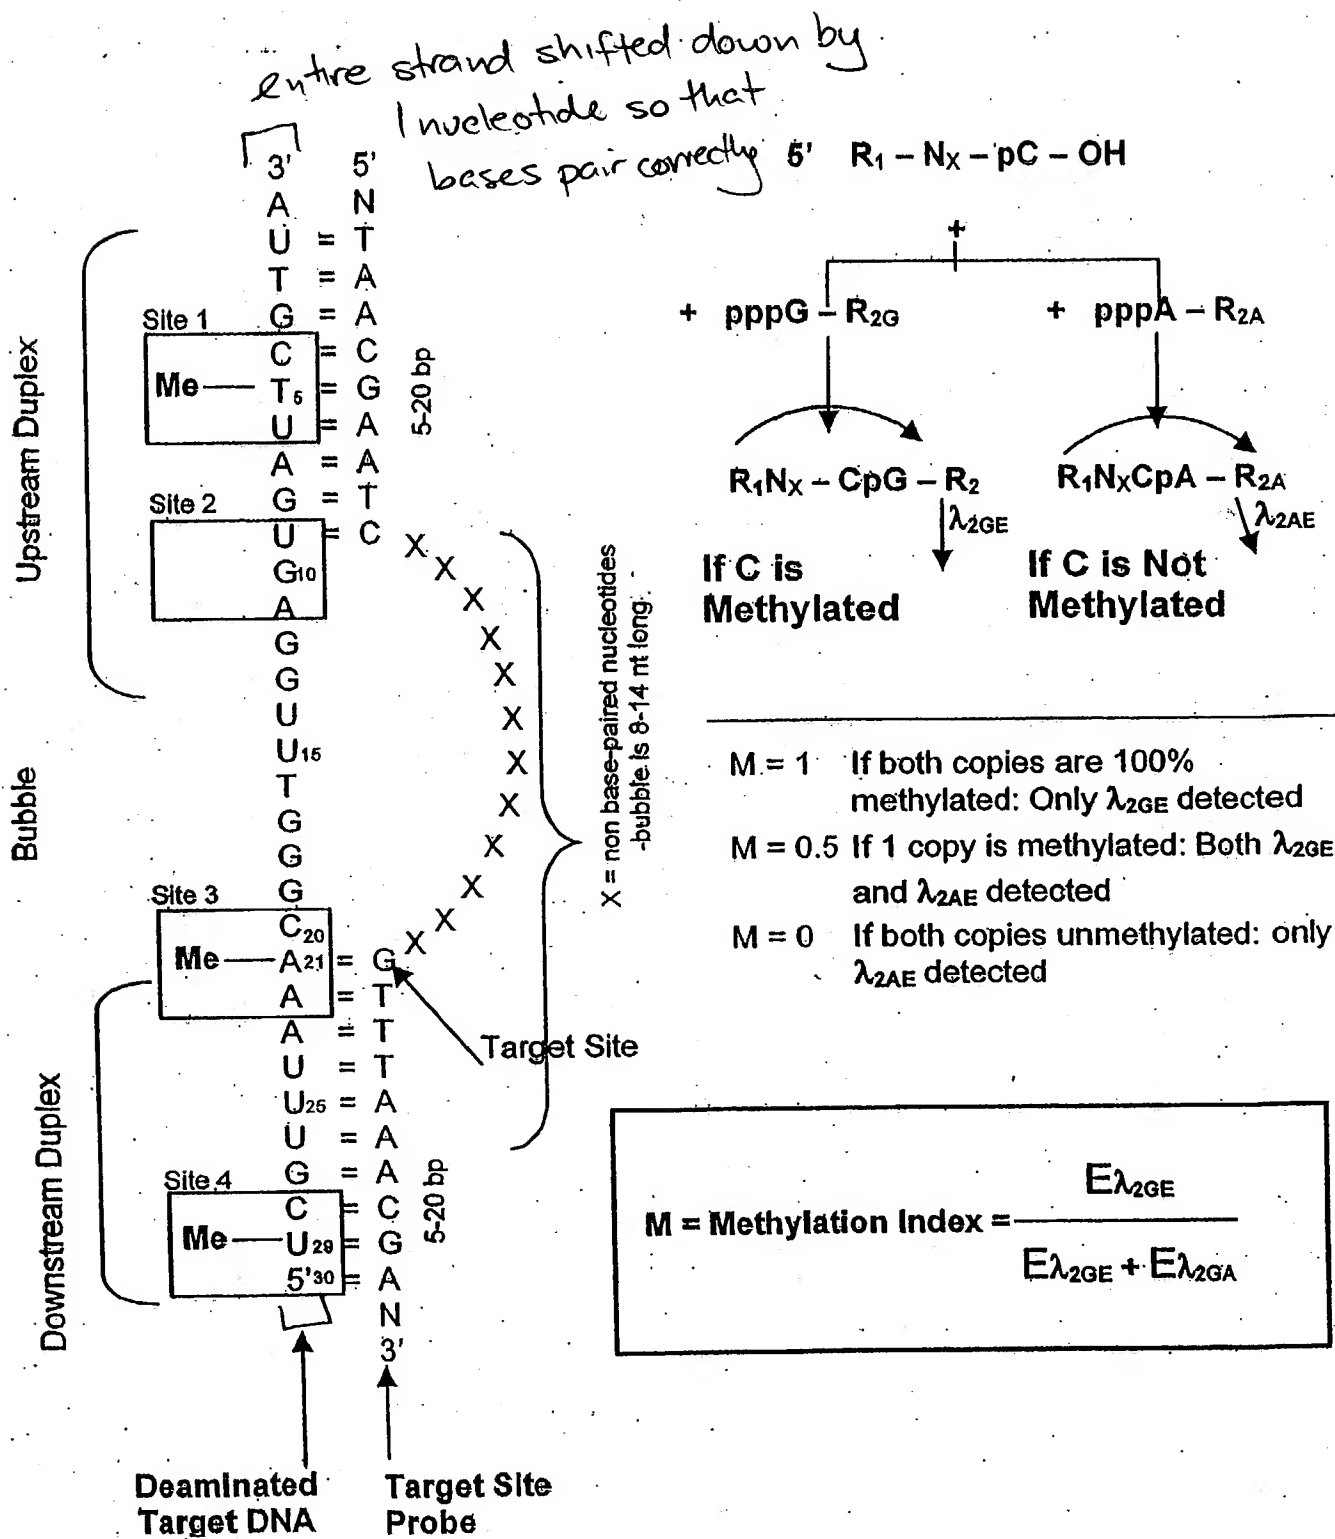 entire strand shifted down by
1 nucleotide so that
bases pair correctly
5' R1 – NX – pC – OH
3' 5'
A N
U = T
T = A
G = A
Site 1
C = C
Me — T5 = G
U = A
A = A
G = T
Site 2
U = C
G10
A
G
G
U
U15
T
G
G
G
Site 3
C20
Me — A21 = G
A = T
A = T
U = T
U25 = A
U = A
G = A
Site 4
C = C
Me — U29 = G
5'30 = A
N
3'
X
X
X
X
X
X
X
X
X
X
X
X
Upstream Duplex
Bubble
Downstream Duplex
5-20 bp
5-20 bp
X = non base-paired nucleotides
-bubble is 8-14 nt long
Target Site
Deaminated
Target DNA
Target Site
Probe
+
+ pppG – R2G
+ pppA – R2A
R1NX – CpG – R2
R1NXCpA – R2A
λ2GE
λ2AE
If C is
Methylated
If C is Not
Methylated
M = 1 If both copies are 100%
methylated: Only λ2GE detected
M = 0.5 If 1 copy is methylated: Both λ2GE
and λ2AE detected
M = 0 If both copies unmethylated: only
λ2AE detected
M = Methylation Index =
Eλ2GE
Eλ2GE + Eλ2GA